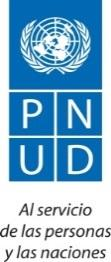 P N
U D
Al servicio
de las personas
y las naciones